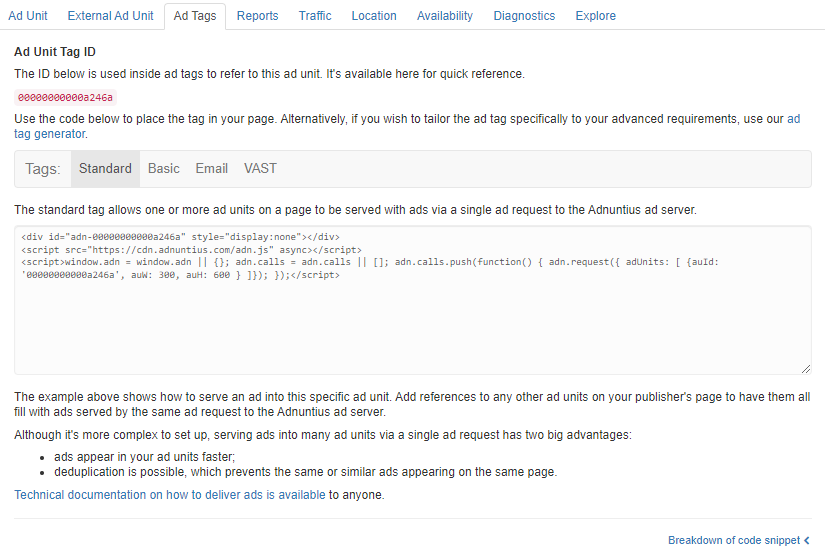 Ad Unit External Ad Unit Ad Tags Reports Traffic Location Availability Diagnostics Explore
Ad Unit Tag ID
The ID below is used inside ad tags to refer to this ad unit. It's available here for quick reference.
00000000000a246a
Use the code below to place the tag in your page. Alternatively, if you wish to tailor the ad tag specifically to your advanced requirements, use our ad
tag generator.
Tags: Standard Basic Email VAST
The standard tag allows one or more ad units on a page to be served with ads via a single ad request to the Adnuntius ad server.
<div id="adn-00000000000a246a" style="display:none"></div>
<script src="https://cdn.adnuntius.com/adn.js" async></script>
<script>window.adn = window.adn || {}; adn.calls = adn.calls || []; adn.calls.push(function() { adn.request({ adUnits: [ {auId:
'00000000000a246a', auW: 300, auH: 600 } ]}); });</script>
The example above shows how to serve an ad into this specific ad unit. Add references to any other ad units on your publisher's page to have them all
fill with ads served by the same ad request to the Adnuntius ad server.
Although it's more complex to set up, serving ads into many ad units via a single ad request has two big advantages:
• ads appear in your ad units faster;
• deduplication is possible, which prevents the same or similar ads appearing on the same page.
Technical documentation on how to deliver ads is available to anyone.
Breakdown of code snippet